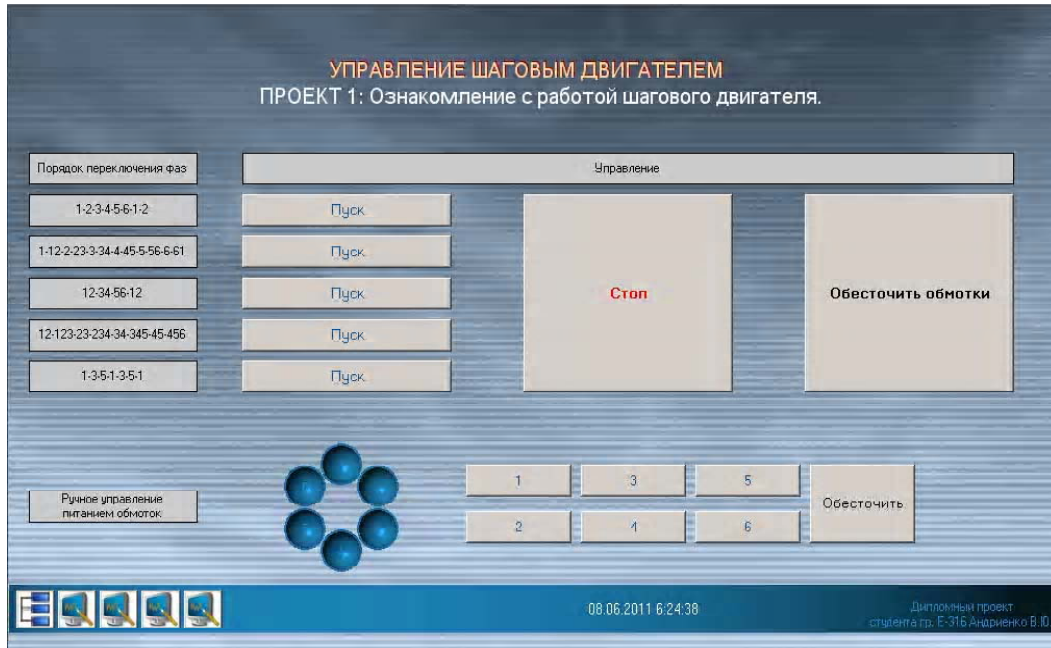 УПРАВЛЕНИЕ ШАГОВЫМ ДВИГАТЕЛЕМ
ПРОЕКТ 1: Ознакомление с работой шагового двигателя.
Порядок переключения фаз
Управление
1-2-3-4-5-6-1-2
Пуск
1-12-2-23-3-34-4-45-5-56-6-61
Пуск
12-34-56-12
Пуск
Стоп
Обесточить обмотки
12-123-23-234-34-345-45-456
Пуск
1-3-5-1-3-5-1
Пуск
Ручное управление
питанием обмоток
1
3
5
2
4
6
Обесточить
08.06.2011 6:24:38
Дипломный проект
студента гр. Е-316 Андриенко В.Ю